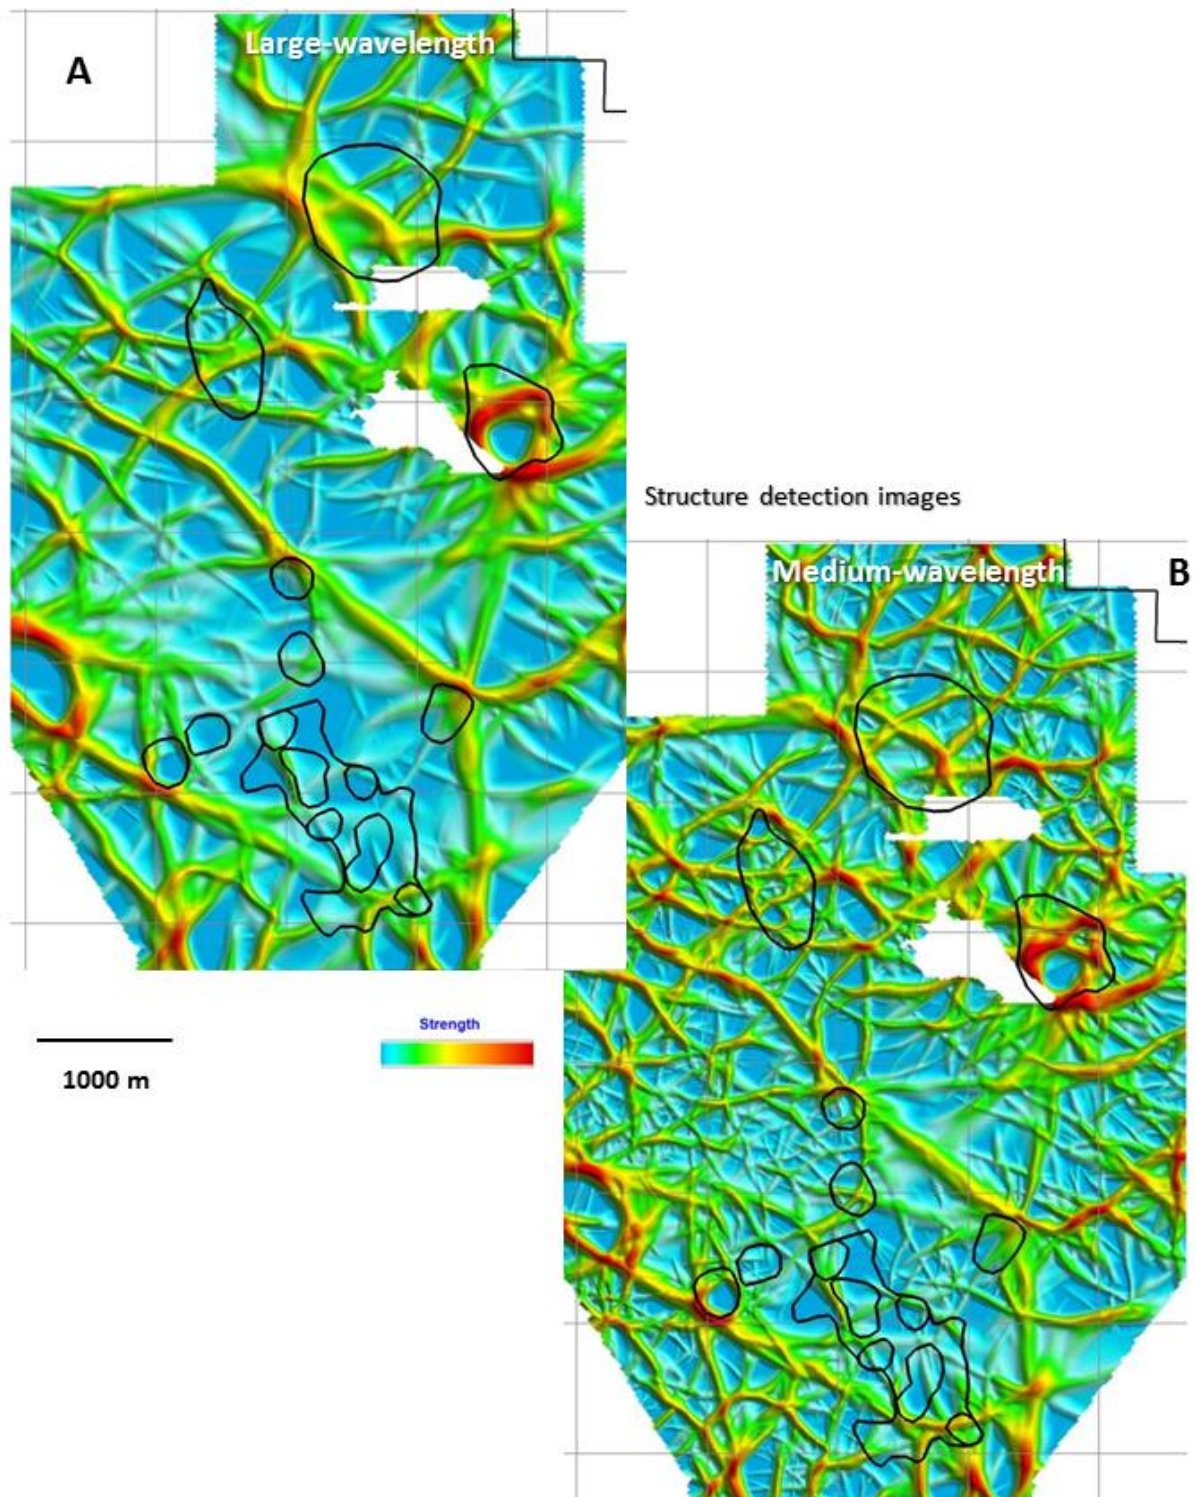 A
Large-wavelength
Structure detection images
Medium-wavelength
B
Strength
1000 m